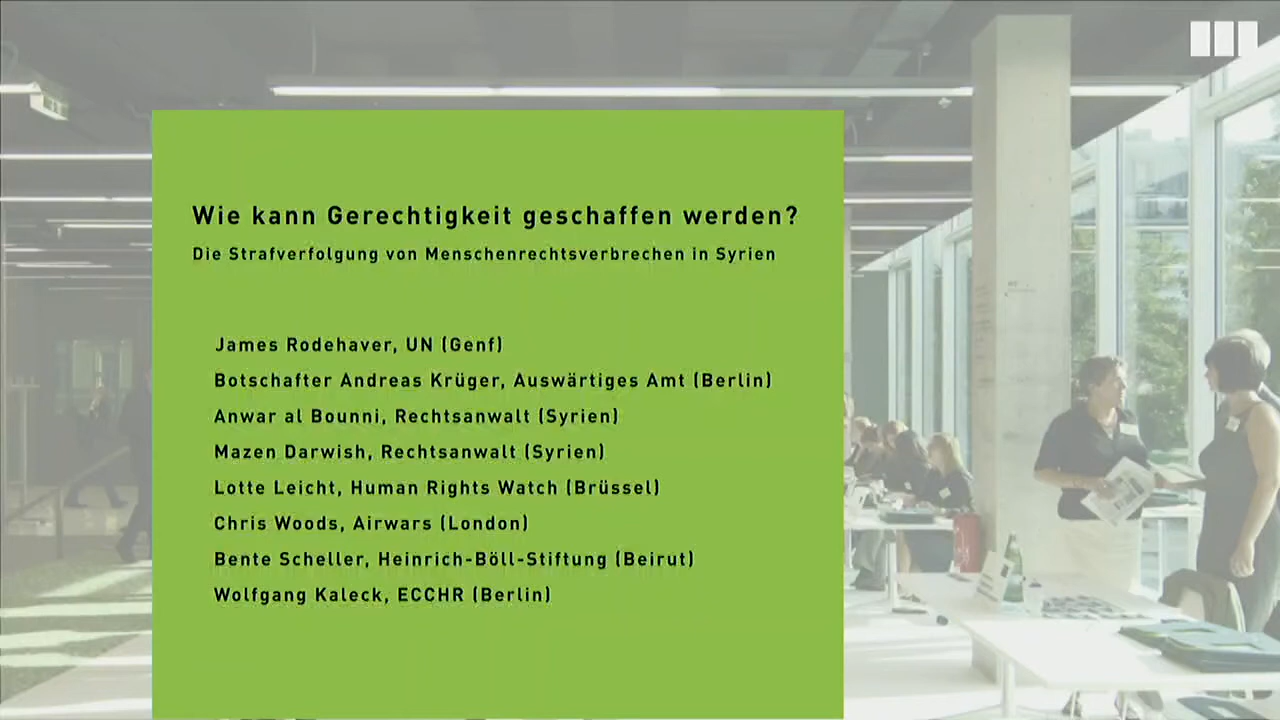 Wie kann Gerechtigkeit geschaffen werden?
Die Strafverfolgung von Menschenrechtsverbrechen in Syrien
James Rodehaver, UN (Genf)
Botschafter Andreas Krüger, Auswärtiges Amt (Berlin)
Anwar al Bounni, Rechtsanwalt (Syrien)
Mazen Darwish, Rechtsanwalt (Syrien)
Lotte Leicht, Human Rights Watch (Brüssel)
Chris Woods, Airwars (London)
Bente Scheller, Heinrich-Böll-Stiftung (Beirut)
Wolfgang Kaleck, ECCHR (Berlin)